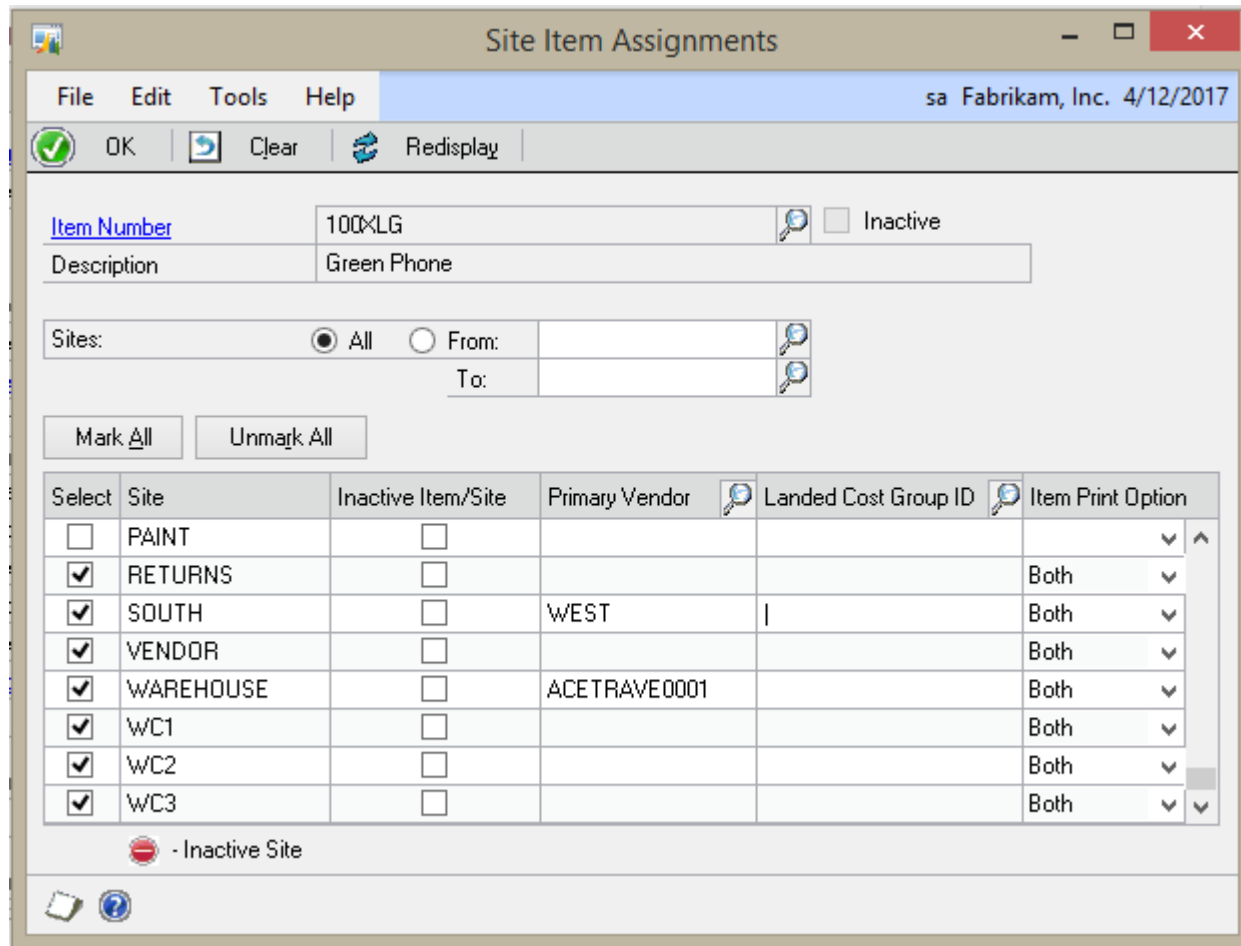 Site Item Assignments
File Edit Tools Help sa Fabrikam, Inc. 4/12/2017
OK Clear Redisplay
Item Number 100XLG Inactive
Description Green Phone
Sites: All From:
To:
Mark All Unmark All
Select Site Inactive Item/Site Primary Vendor Landed Cost Group ID Item Print Option
PAINT
RETURNS Both
SOUTH WEST Both
VENDOR Both
WAREHOUSE ACETRAVE0001 Both
WC1 Both
WC2 Both
WC3 Both
- Inactive Site